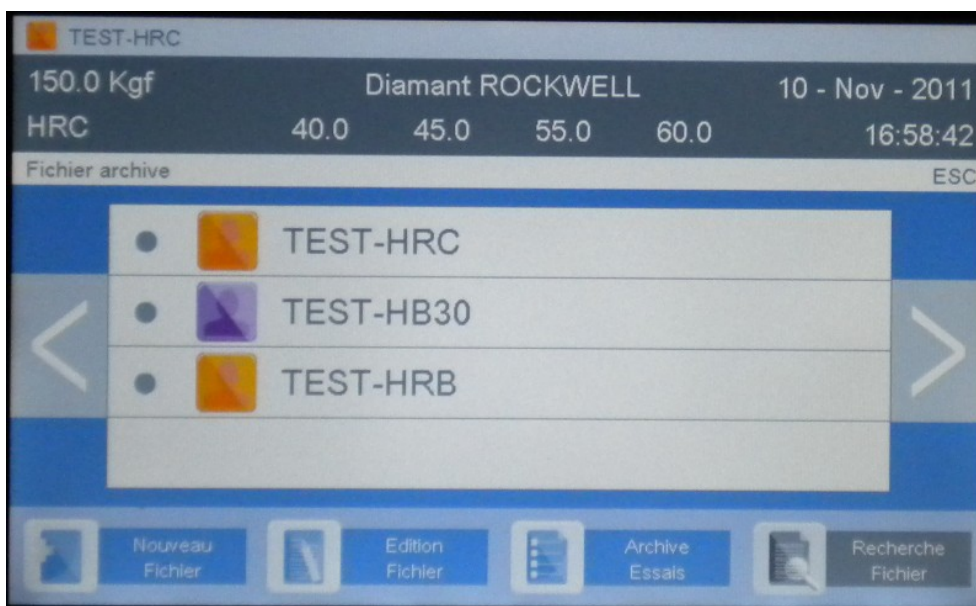 TEST-HRC
150.0 Kgf Diamant ROCKWELL 10 - Nov - 2011
HRC 40.0 45.0 55.0 60.0 16:58:42
Fichier archive ESC
TEST-HRC
TEST-HB30
TEST-HRB
Nouveau Fichier
Edition Fichier
Archive Essais
Recherche Fichier